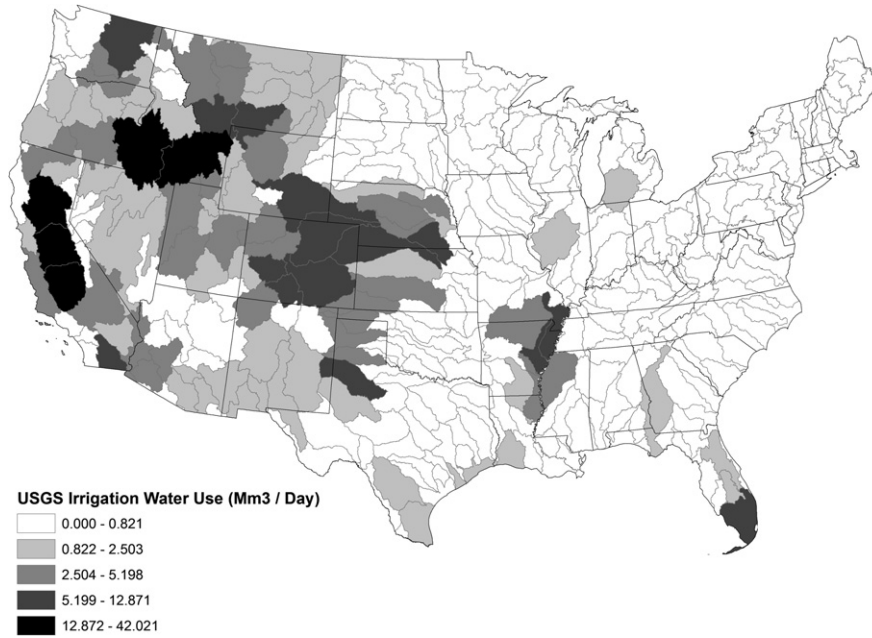 USGS Irrigation Water Use (Mm3 / Day)
0.000 - 0.821
0.822 - 2.503
2.504 - 5.198
5.199 - 12.871
12.872 - 42.021